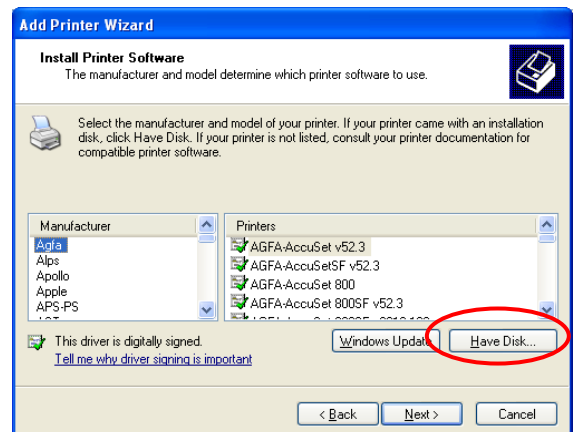 Add Printer Wizard
Install Printer Software
The manufacturer and model determine which printer software to use.
Select the manufacturer and model of your printer. If your printer came with an installation
disk, click Have Disk. If your printer is not listed, consult your printer documentation for
compatible printer software.
Manufacturer
Agfa
Alps
Apollo
Apple
APS-PS
Printers
AGFA-AccuSet v52.3
AGFA-AccuSetSF v52.3
AGFA-AccuSet 800
AGFA-AccuSet 800SF v52.3
This driver is digitally signed.
Tell me why driver signing is important
Windows Update
Have Disk...
< Back
Next >
Cancel